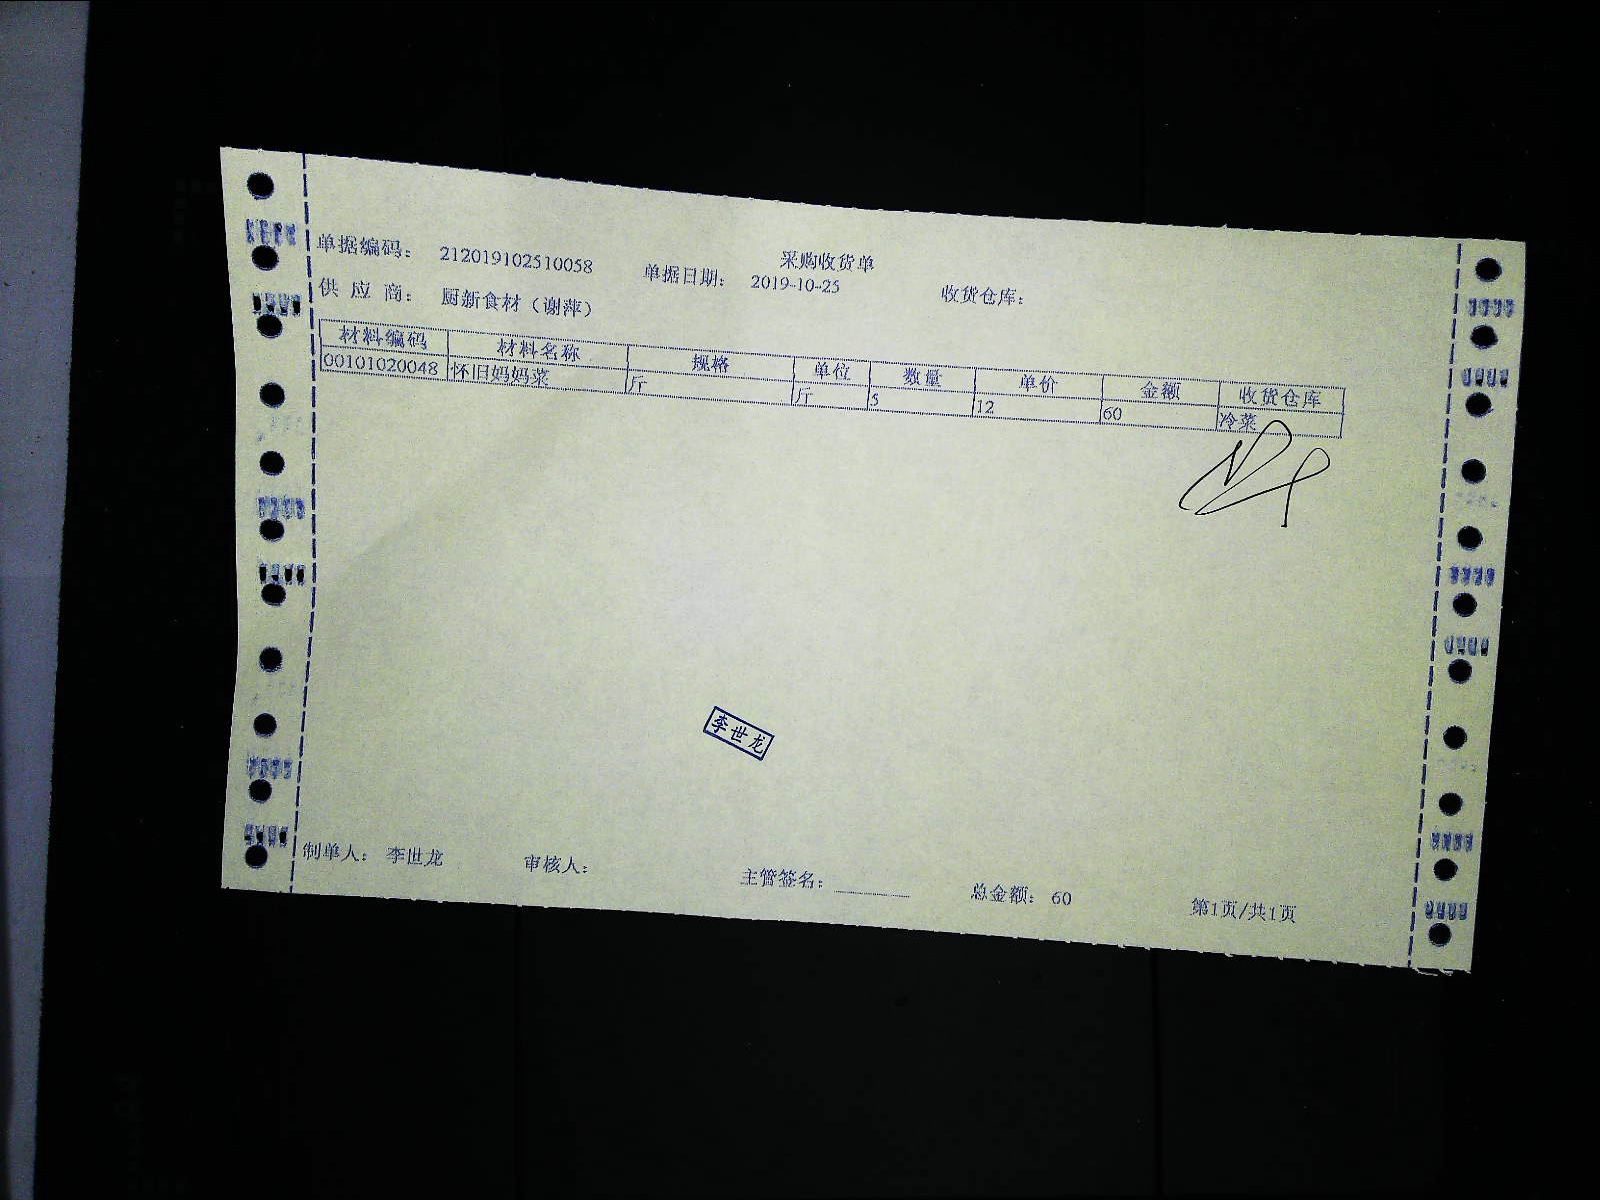 采购收货单
单据编码: 212019102510058 单据日期: 2019-10-25 收货仓库:
供 应 商: 厨新食材（谢萍）
材料编码 材料名称 规格 单位 数量 单价 金额 收货仓库
00101020048 怀旧妈妈菜 斤 斤 5 12 60 冷菜
李世龙
制单人: 李世龙 审核人: 主管签名: 总金额: 60 第1页/共1页